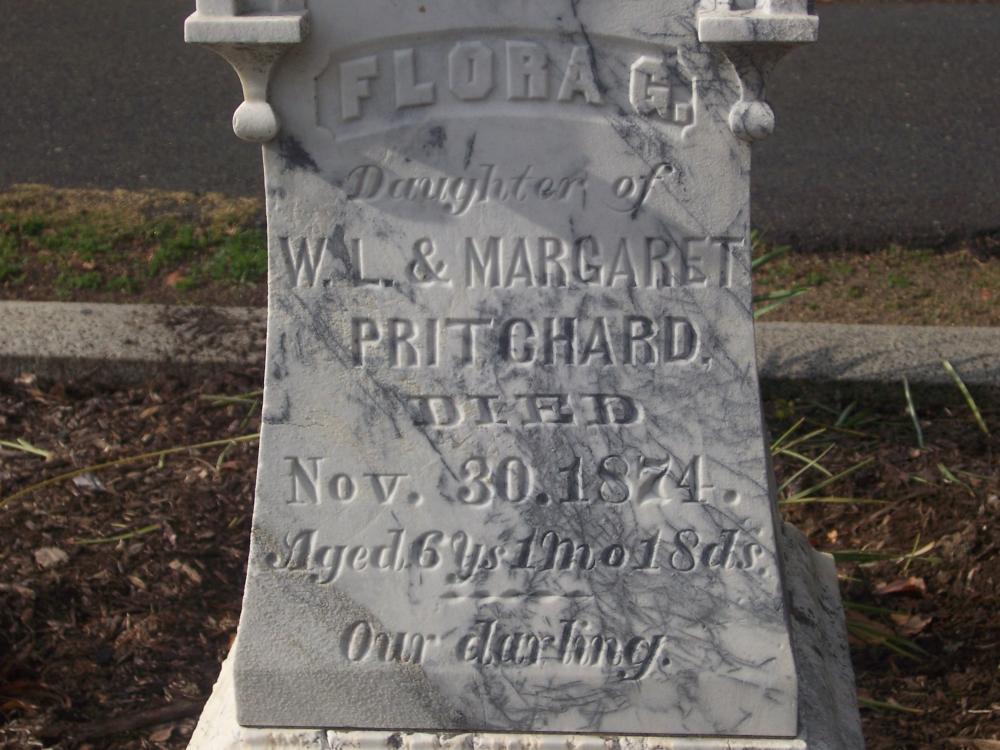 FLORA G.
Daughter of
W. L. & MARGARET
PRITCHARD,
DIED
Nov. 30. 1874.
Aged 6 ys 1 mo 18 ds.
Our darling.